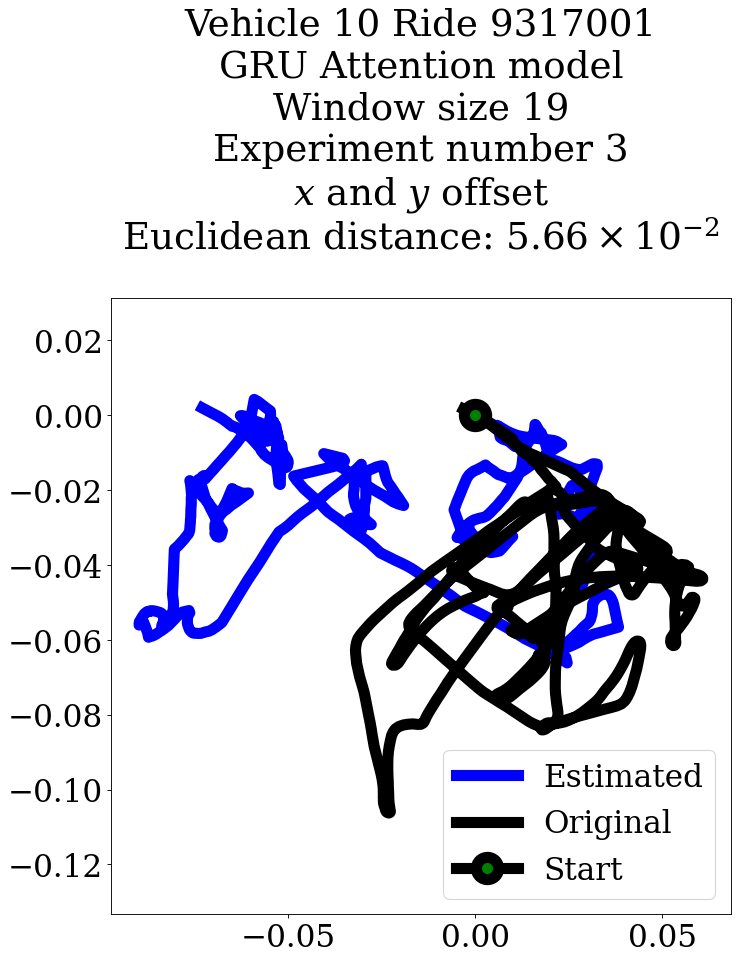 Vehicle 10 Ride 9317001
GRU Attention model
Window size 19
Experiment number 3
x and y offset
Euclidean distance: 5.66 × 10⁻²
0.02
0.00
−0.02
−0.04
−0.06
−0.08
−0.10
−0.12
Estimated
Original
Start
−0.05 0.00 0.05